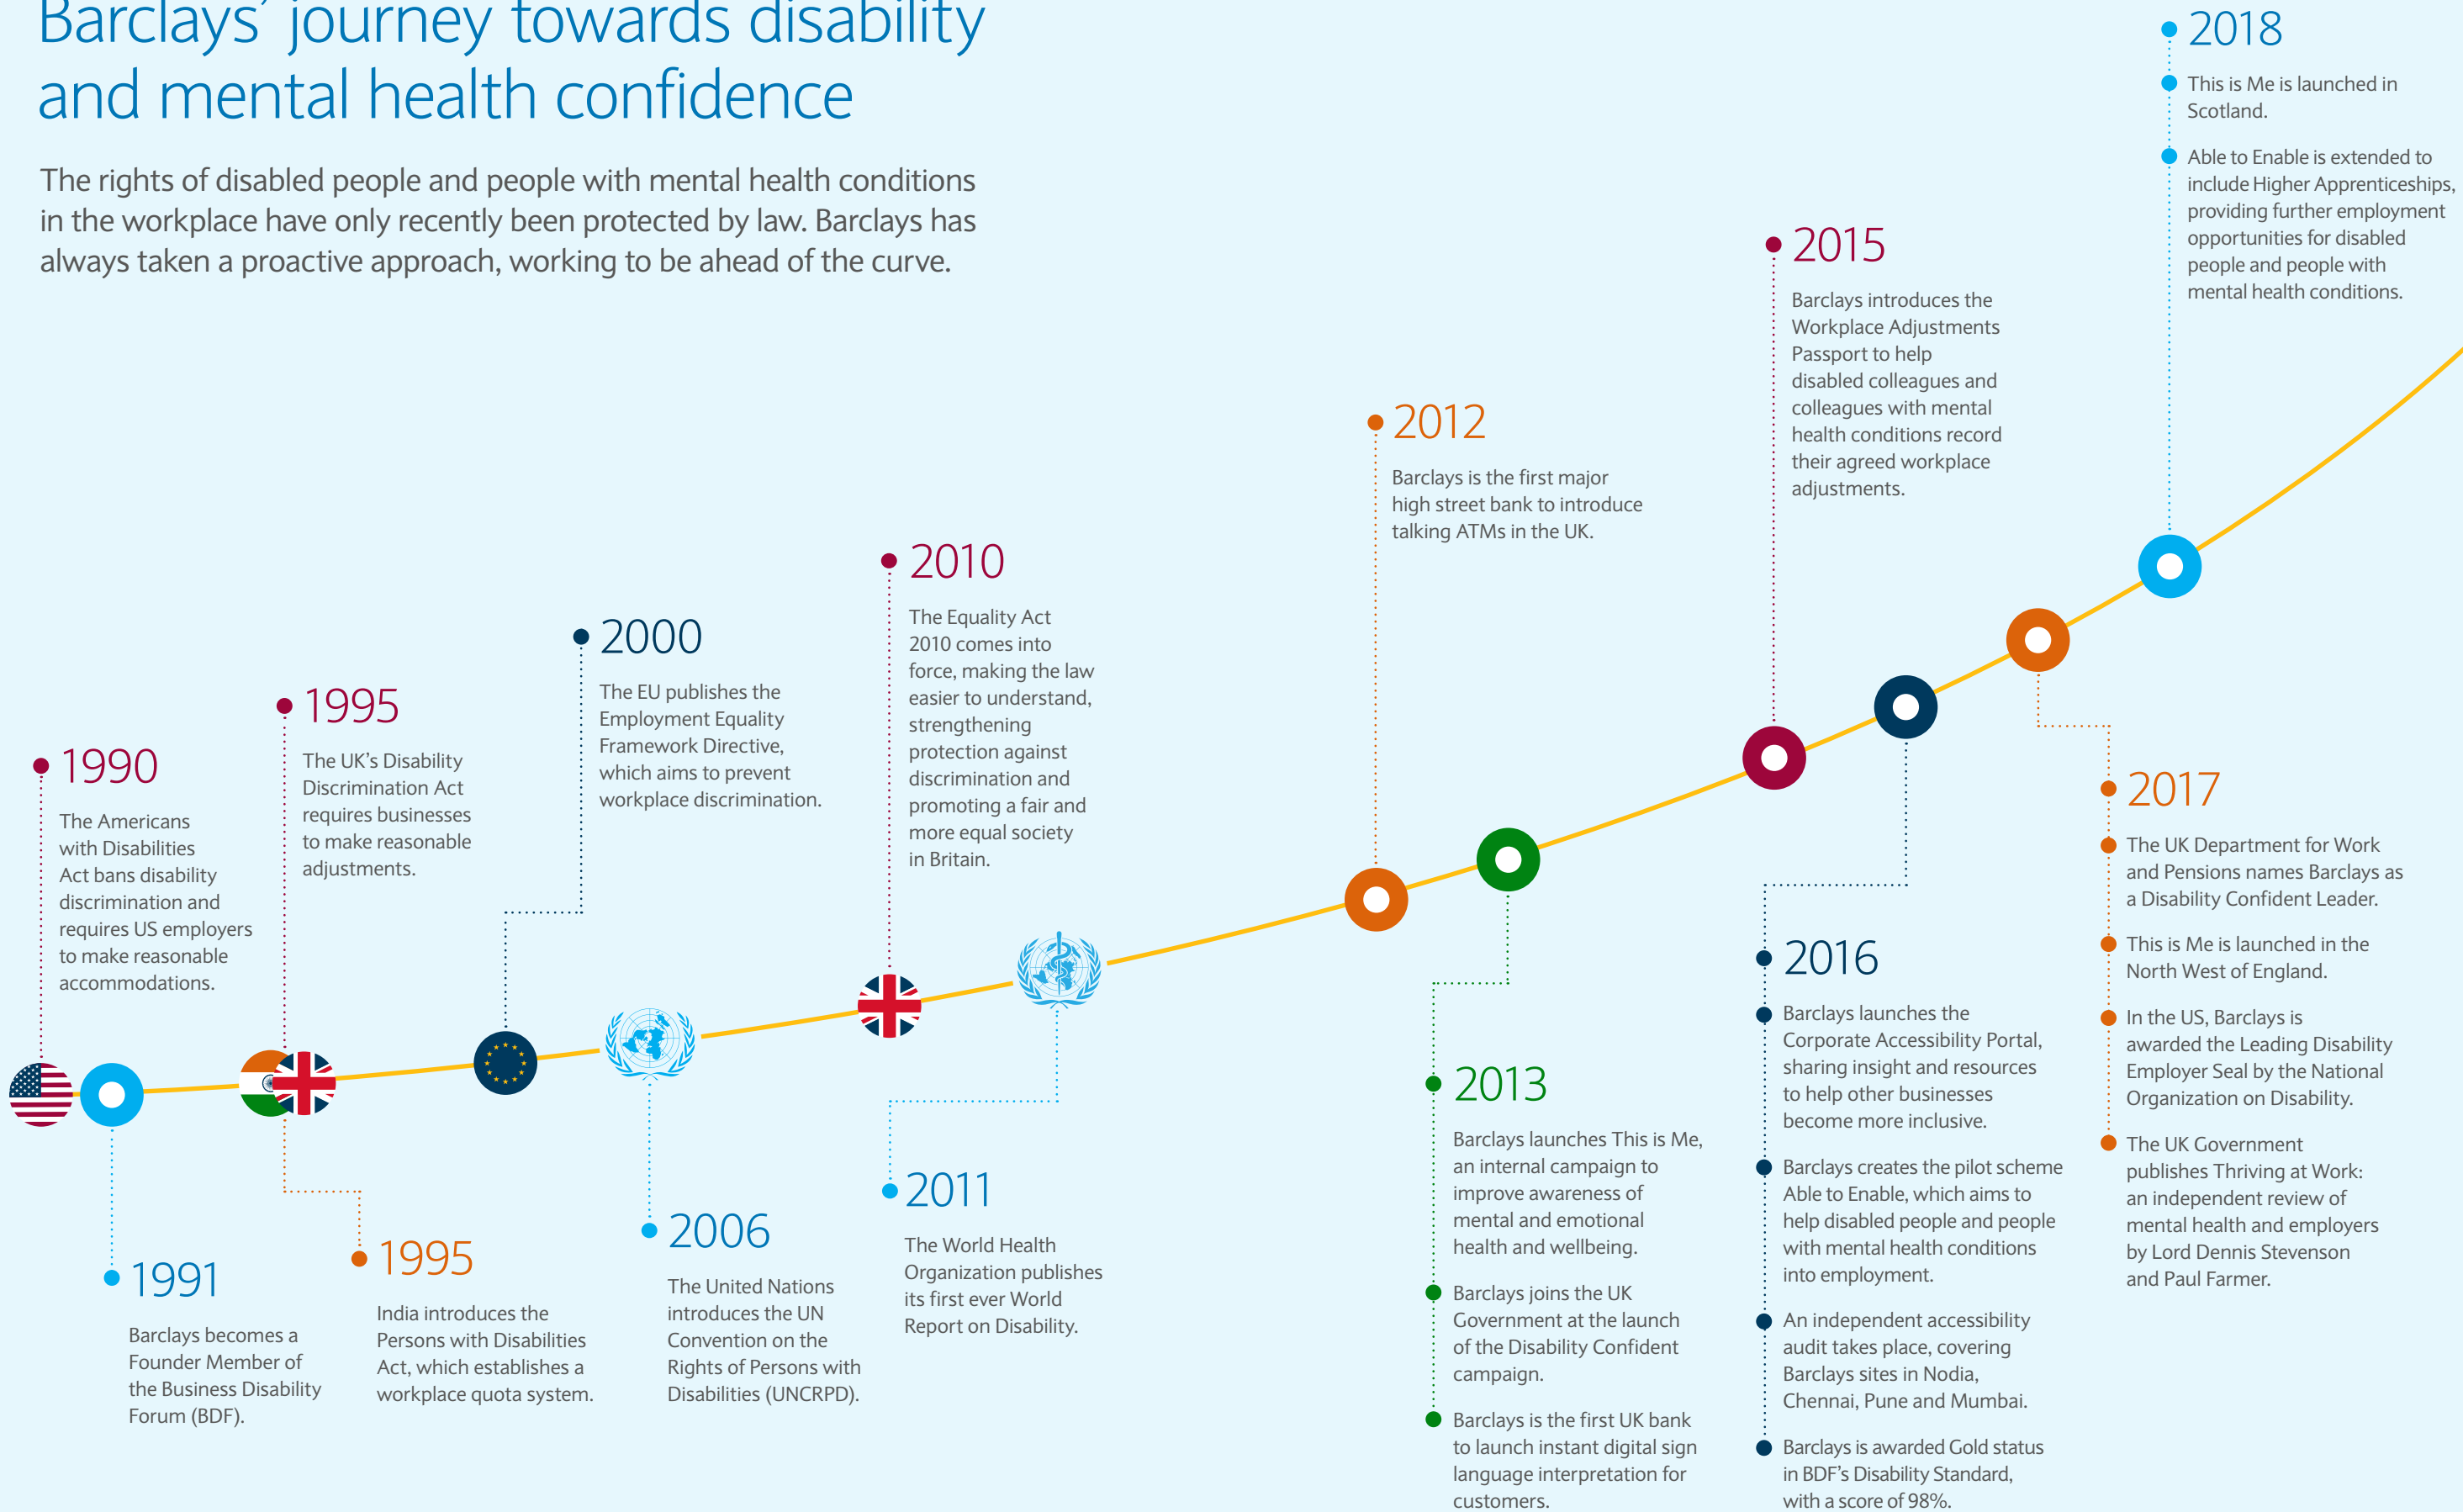 Barclays' journey towards disability
and mental health confidence
The rights of disabled people and people with mental health conditions
in the workplace have only recently been protected by law. Barclays has
always taken a proactive approach, working to be ahead of the curve.
1990
The Americans
with Disabilities
Act bans disability
discrimination and
requires US employers
to make reasonable
accommodations.
1991
Barclays becomes a
Founder Member of
the Business Disability
Forum (BDF).
1995
The UK's Disability
Discrimination Act
requires businesses
to make reasonable
adjustments.
1995
India introduces the
Persons with Disabilities
Act, which establishes a
workplace quota system.
2000
The EU publishes the
Employment Equality
Framework Directive,
which aims to prevent
workplace discrimination.
2006
The United Nations
introduces the UN
Convention on the
Rights of Persons with
Disabilities (UNCRPD).
2010
The Equality Act
2010 comes into
force, making the law
easier to understand,
strengthening
protection against
discrimination and
promoting a fair and
more equal society
in Britain.
2011
The World Health
Organization publishes
its first ever World
Report on Disability.
2012
Barclays is the first major
high street bank to introduce
talking ATMs in the UK.
2013
Barclays launches This is Me,
an internal campaign to
improve awareness of
mental and emotional
health and wellbeing.
Barclays joins the UK
Government at the launch
of the Disability Confident
campaign.
Barclays is the first UK bank
to launch instant digital sign
language interpretation for
customers.
2015
Barclays introduces the
Workplace Adjustments
Passport to help
disabled colleagues and
colleagues with mental
health conditions record
their agreed workplace
adjustments.
2016
Barclays launches the
Corporate Accessibility Portal,
sharing insight and resources
to help other businesses
become more inclusive.
Barclays creates the pilot scheme
Able to Enable, which aims to
help disabled people and people
with mental health conditions
into employment.
An independent accessibility
audit takes place, covering
Barclays sites in Nodia,
Chennai, Pune and Mumbai.
Barclays is awarded Gold status
in BDF's Disability Standard,
with a score of 98%.
2017
The UK Department for Work
and Pensions names Barclays as
a Disability Confident Leader.
This is Me is launched in the
North West of England.
In the US, Barclays is
awarded the Leading Disability
Employer Seal by the National
Organization on Disability.
The UK Government
publishes Thriving at Work:
an independent review of
mental health and employers
by Lord Dennis Stevenson
and Paul Farmer.
2018
This is Me is launched in
Scotland.
Able to Enable is extended to
include Higher Apprenticeships,
providing further employment
opportunities for disabled
people and people with
mental health conditions.